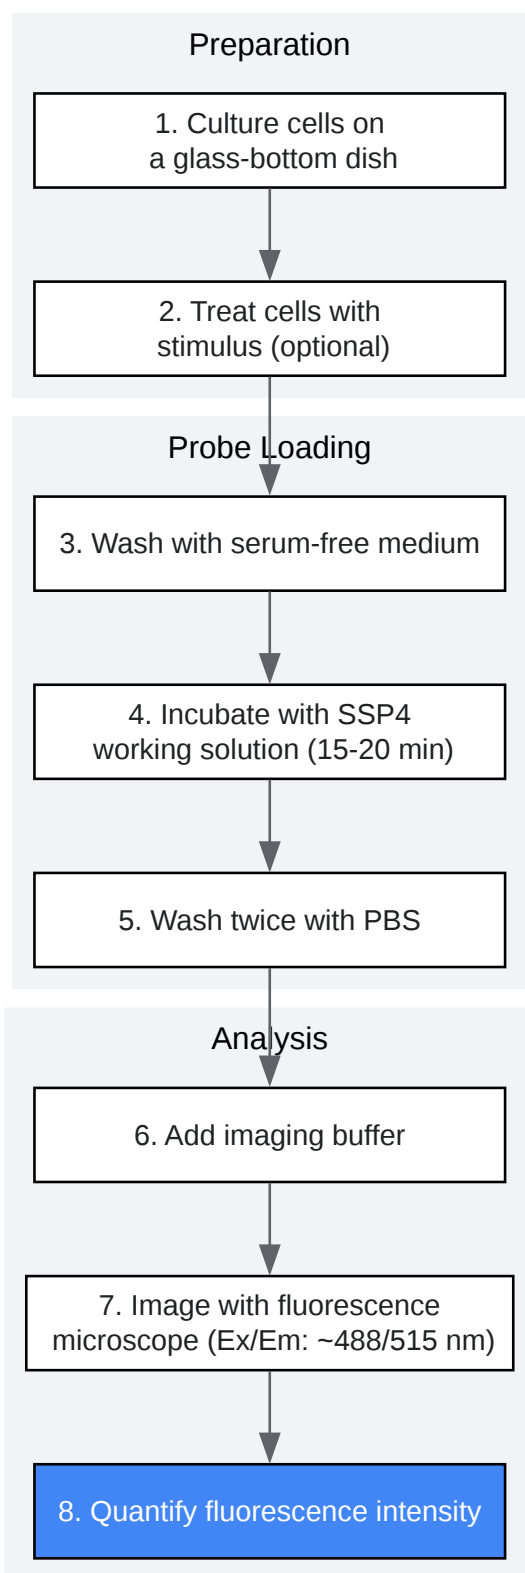 Preparation
1. Culture cells on
a glass-bottom dish
2. Treat cells with
stimulus (optional)
Probe Loading
3. Wash with serum-free medium
4. Incubate with SSP4
working solution (15-20 min)
5. Wash twice with PBS
Analysis
6. Add imaging buffer
7. Image with fluorescence
microscope (Ex/Em: ~488/515 nm)
8. Quantify fluorescence intensity